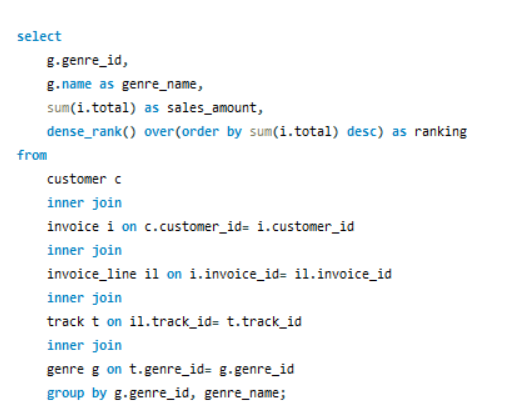 select
g.genre_id,
g.name as genre_name,
sum(i.total) as sales_amount,
dense_rank() over(order by sum(i.total) desc) as ranking
from
customer c
inner join
invoice i on c.customer_id= i.customer_id
inner join
invoice_line il on i.invoice_id= il.invoice_id
inner join
track t on il.track_id= t.track_id
inner join
genre g on t.genre_id= g.genre_id
group by g.genre_id, genre_name;